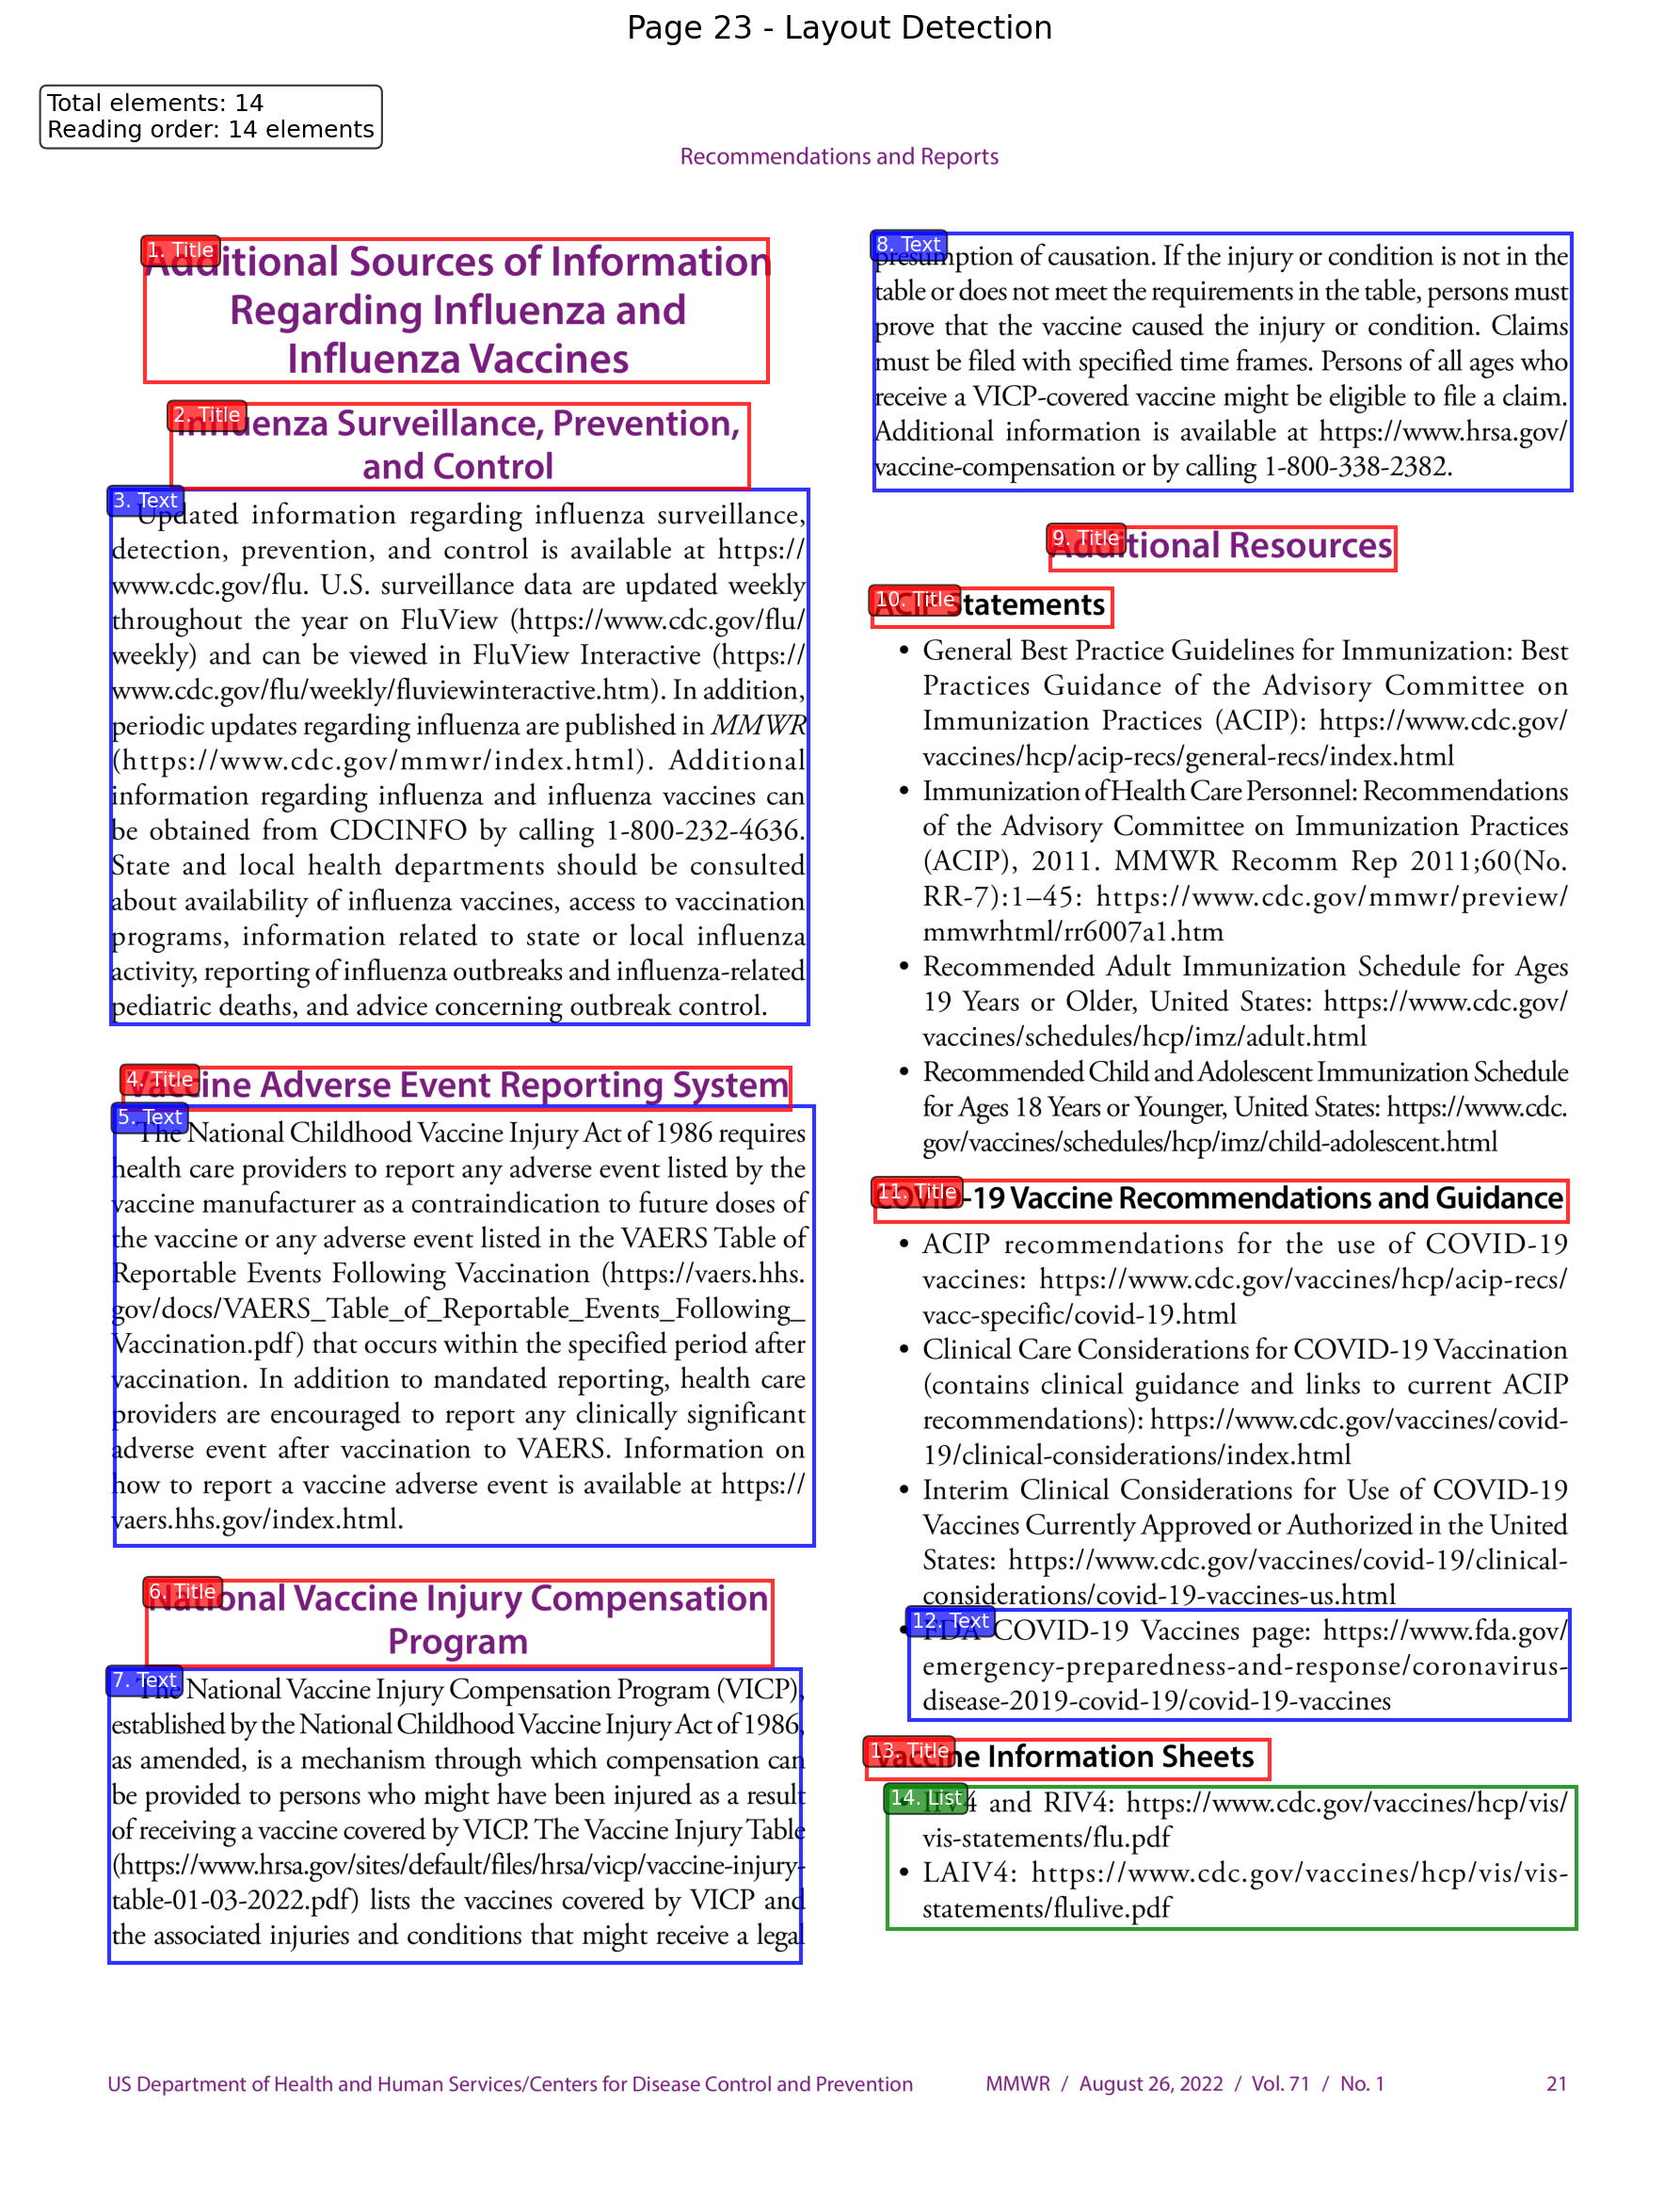 Page 23 - Layout Detection
Total elements: 14
Reading order: 14 elements
Recommendations and Reports
1. Title
Additional Sources of Information
Regarding Influenza and
Influenza Vaccines
2. Title
Influenza Surveillance, Prevention,
and Control
3. Text
Updated information regarding influenza surveillance,
detection, prevention, and control is available at https://
www.cdc.gov/flu. U.S. surveillance data are updated weekly
throughout the year on FluView (https://www.cdc.gov/flu/
weekly) and can be viewed in FluView Interactive (https://
www.cdc.gov/flu/weekly/fluviewinteractive.htm). In addition,
periodic updates regarding influenza are published in MMWR
(https://www.cdc.gov/mmwr/index.html). Additional
information regarding influenza and influenza vaccines can
be obtained from CDCINFO by calling 1-800-232-4636.
State and local health departments should be consulted
about availability of influenza vaccines, access to vaccination
programs, information related to state or local influenza
activity, reporting of influenza outbreaks and influenza-related
pediatric deaths, and advice concerning outbreak control.
4. Title
Vaccine Adverse Event Reporting System
5. Text
The National Childhood Vaccine Injury Act of 1986 requires
health care providers to report any adverse event listed by the
vaccine manufacturer as a contraindication to future doses of
the vaccine or any adverse event listed in the VAERS Table of
Reportable Events Following Vaccination (https://vaers.hhs.
gov/docs/VAERS_Table_of_Reportable_Events_Following_
Vaccination.pdf) that occurs within the specified period after
vaccination. In addition to mandated reporting, health care
providers are encouraged to report any clinically significant
adverse event after vaccination to VAERS. Information on
how to report a vaccine adverse event is available at https://
vaers.hhs.gov/index.html.
6. Title
National Vaccine Injury Compensation
Program
7. Text
The National Vaccine Injury Compensation Program (VICP),
established by the National Childhood Vaccine Injury Act of 1986,
as amended, is a mechanism through which compensation can
be provided to persons who might have been injured as a result
of receiving a vaccine covered by VICP. The Vaccine Injury Table
(https://www.hrsa.gov/sites/default/files/hrsa/vicp/vaccine-injury-
table-01-03-2022.pdf) lists the vaccines covered by VICP and
the associated injuries and conditions that might receive a legal
8. Text
presumption of causation. If the injury or condition is not in the
table or does not meet the requirements in the table, persons must
prove that the vaccine caused the injury or condition. Claims
must be filed with specified time frames. Persons of all ages who
receive a VICP-covered vaccine might be eligible to file a claim.
Additional information is available at https://www.hrsa.gov/
vaccine-compensation or by calling 1-800-338-2382.
9. Title
Additional Resources
10. Title
ACIP Statements
• General Best Practice Guidelines for Immunization: Best
Practices Guidance of the Advisory Committee on
Immunization Practices (ACIP): https://www.cdc.gov/
vaccines/hcp/acip-recs/general-recs/index.html
• Immunization of Health Care Personnel: Recommendations
of the Advisory Committee on Immunization Practices
(ACIP), 2011. MMWR Recomm Rep 2011;60(No.
RR-7):1–45: https://www.cdc.gov/mmwr/preview/
mmwrhtml/rr6007a1.htm
• Recommended Adult Immunization Schedule for Ages
19 Years or Older, United States: https://www.cdc.gov/
vaccines/schedules/hcp/imz/adult.html
• Recommended Child and Adolescent Immunization Schedule
for Ages 18 Years or Younger, United States: https://www.cdc.
gov/vaccines/schedules/hcp/imz/child-adolescent.html
11. Title
COVID-19 Vaccine Recommendations and Guidance
• ACIP recommendations for the use of COVID-19
vaccines: https://www.cdc.gov/vaccines/hcp/acip-recs/
vacc-specific/covid-19.html
• Clinical Care Considerations for COVID-19 Vaccination
(contains clinical guidance and links to current ACIP
recommendations): https://www.cdc.gov/vaccines/covid-
19/clinical-considerations/index.html
• Interim Clinical Considerations for Use of COVID-19
Vaccines Currently Approved or Authorized in the United
States: https://www.cdc.gov/vaccines/covid-19/clinical-
considerations/covid-19-vaccines-us.html
12. Text
• FDA COVID-19 Vaccines page: https://www.fda.gov/
emergency-preparedness-and-response/coronavirus-
disease-2019-covid-19/covid-19-vaccines
13. Title
Vaccine Information Sheets
14. List
• IIV4 and RIV4: https://www.cdc.gov/vaccines/hcp/vis/
vis-statements/flu.pdf
• LAIV4: https://www.cdc.gov/vaccines/hcp/vis/vis-
statements/flulive.pdf
US Department of Health and Human Services/Centers for Disease Control and Prevention
MMWR / August 26, 2022 / Vol. 71 / No. 1
21